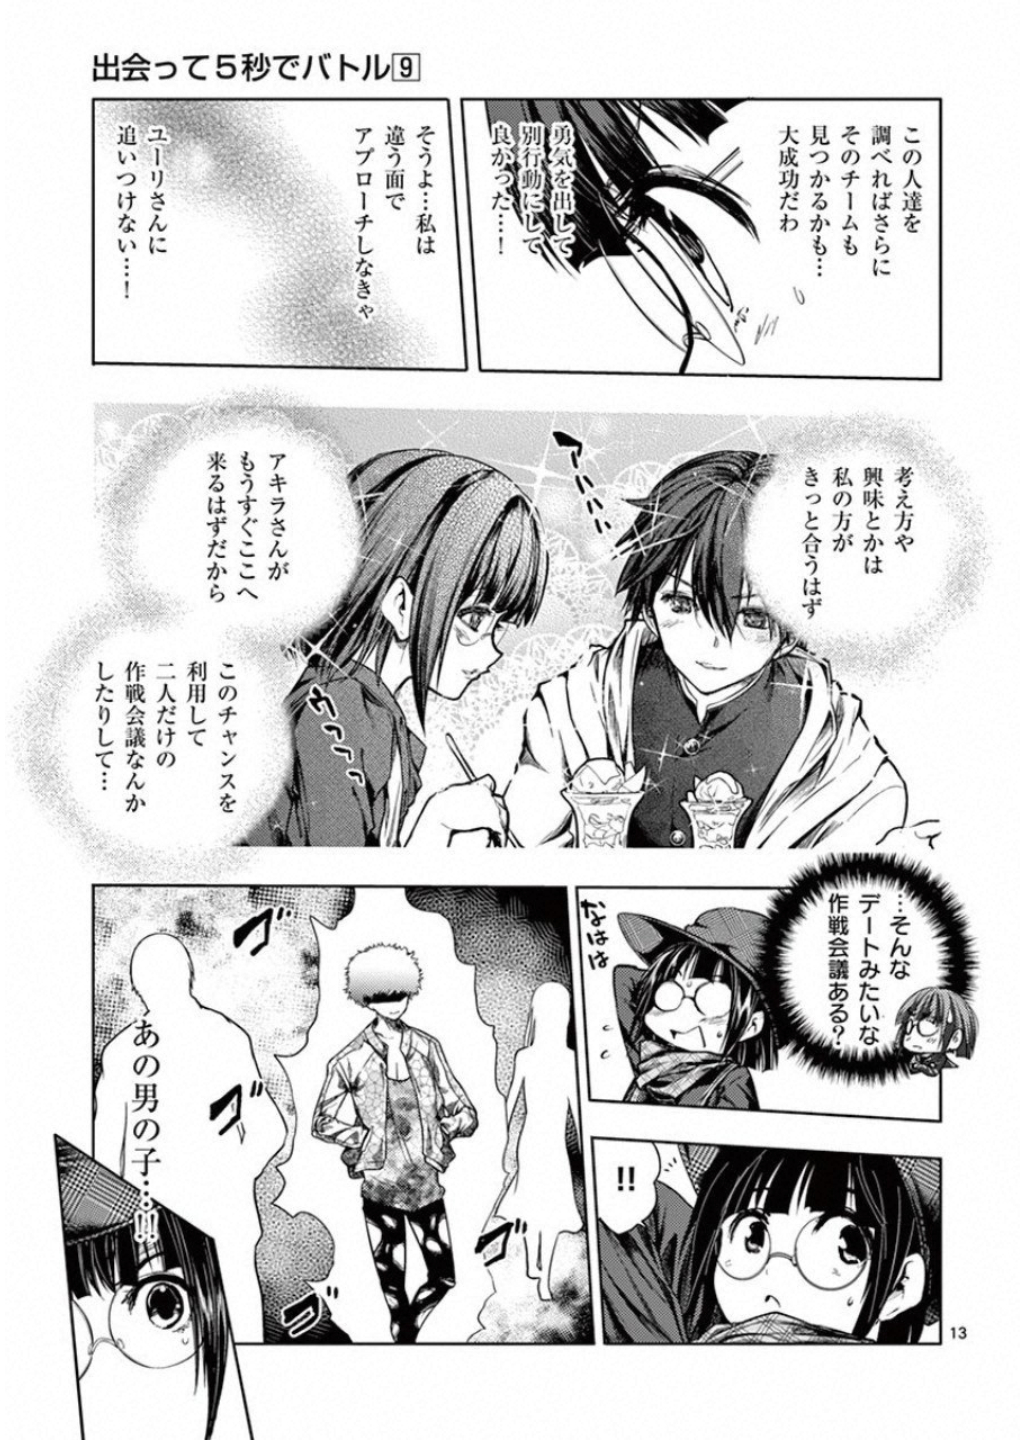 出会って5秒でバトル9
この人達を
調べればさらに
そのチームも
見つかるかも…
大成功だわ
勇気を出して
別行動にして
良かった…！
そうよ…私は
違う面で
アプローチしなきゃ
ユーリさんに
追いつけない…！
考え方や
興味とかは
私の方が
きっと合うはず
アキラさんが
もうすぐここへ
来るはずだから
このチャンスを
利用して
二人だけの
作戦会議なんか
したりして…
ウフフフ
…そんな
デートみたいな
作戦会議ある？
なはは
!!
ザッ
ザッ
ザッ
ザッ
あの男の子…!!
13